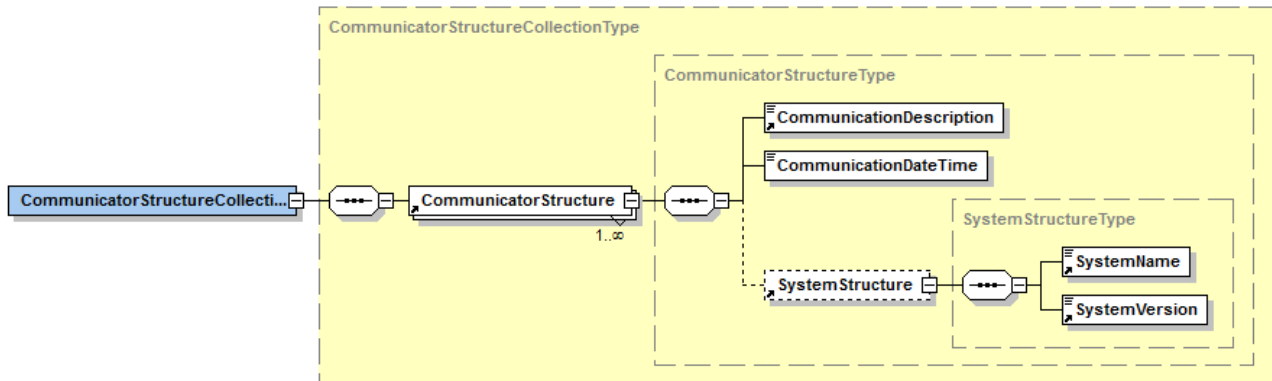 CommunicatorStructureCollectionType
CommunicatorStructureType
CommunicationDescription
CommunicationDateTime
CommunicatorStructureCollecti...
CommunicatorStructure
1..∞
SystemStructureType
SystemName
SystemStructure
SystemVersion